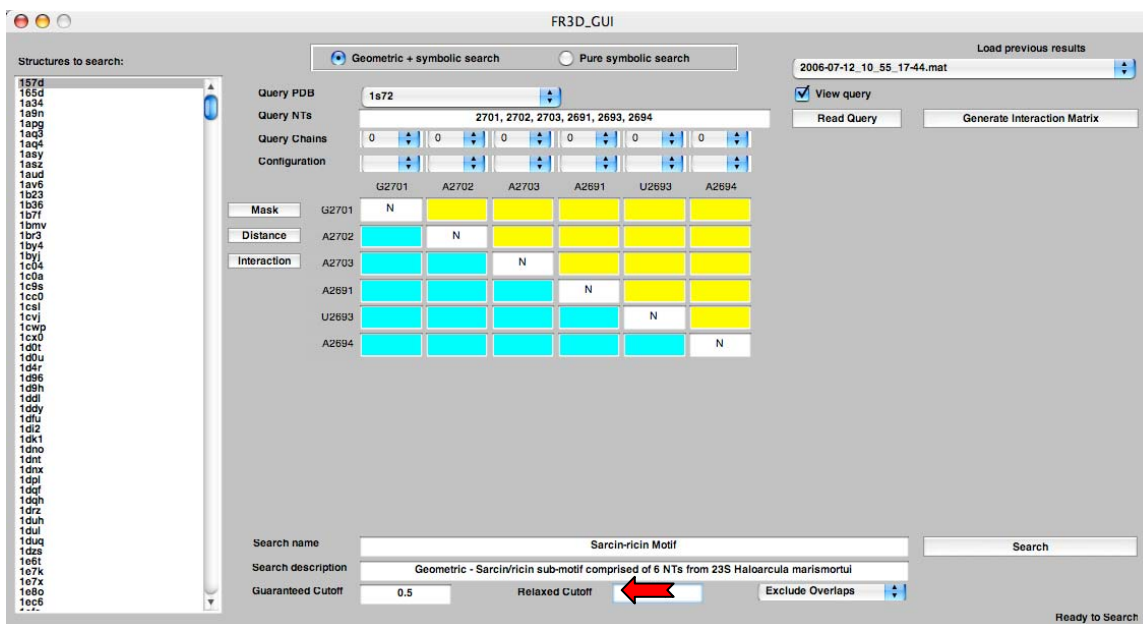 FR3D_GUI
Structures to search:
Geometric + symbolic search
Pure symbolic search
Load previous results
2006-07-12_10_55_17-44.mat
View query
Read Query
Generate Interaction Matrix
Query PDB
1s72
Query NTs
2701, 2702, 2703, 2691, 2693, 2694
Query Chains
0 0 0 0 0 0
Configuration
G2701 A2702 A2703 A2691 U2693 A2694
Mask
Distance
Interaction
G2701 N
A2702 N
A2703 N
A2691 N
U2693 N
A2694 N
157d
165d
1a34
1a9n
1apg
1aq3
1aq4
1asy
1asz
1aud
1av6
1b23
1b36
1b7f
1bmv
1br3
1by4
1byj
1c04
1c0a
1c9s
1cc0
1csl
1cvj
1cwp
1cx0
1d0t
1d0u
1d4r
1d96
1d9h
1ddl
1ddy
1dfu
1di2
1dk1
1dno
1dnt
1dnx
1dpl
1dqf
1dqh
1drz
1duh
1dul
1duq
1dzs
1e6t
1e7k
1e7x
1e8o
1ec6
Search name
Sarcin-ricin Motif
Search
Search description
Geometric - Sarcin/ricin sub-motif comprised of 6 NTs from 23S Haloarcula marismortui
Guaranteed Cutoff
0.5
Relaxed Cutoff
Exclude Overlaps
Ready to Search